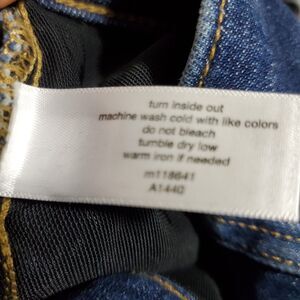 turn inside out
machine wash cold with like colors
do not bleach
tumble dry low
warm iron if needed
m118641
A1440